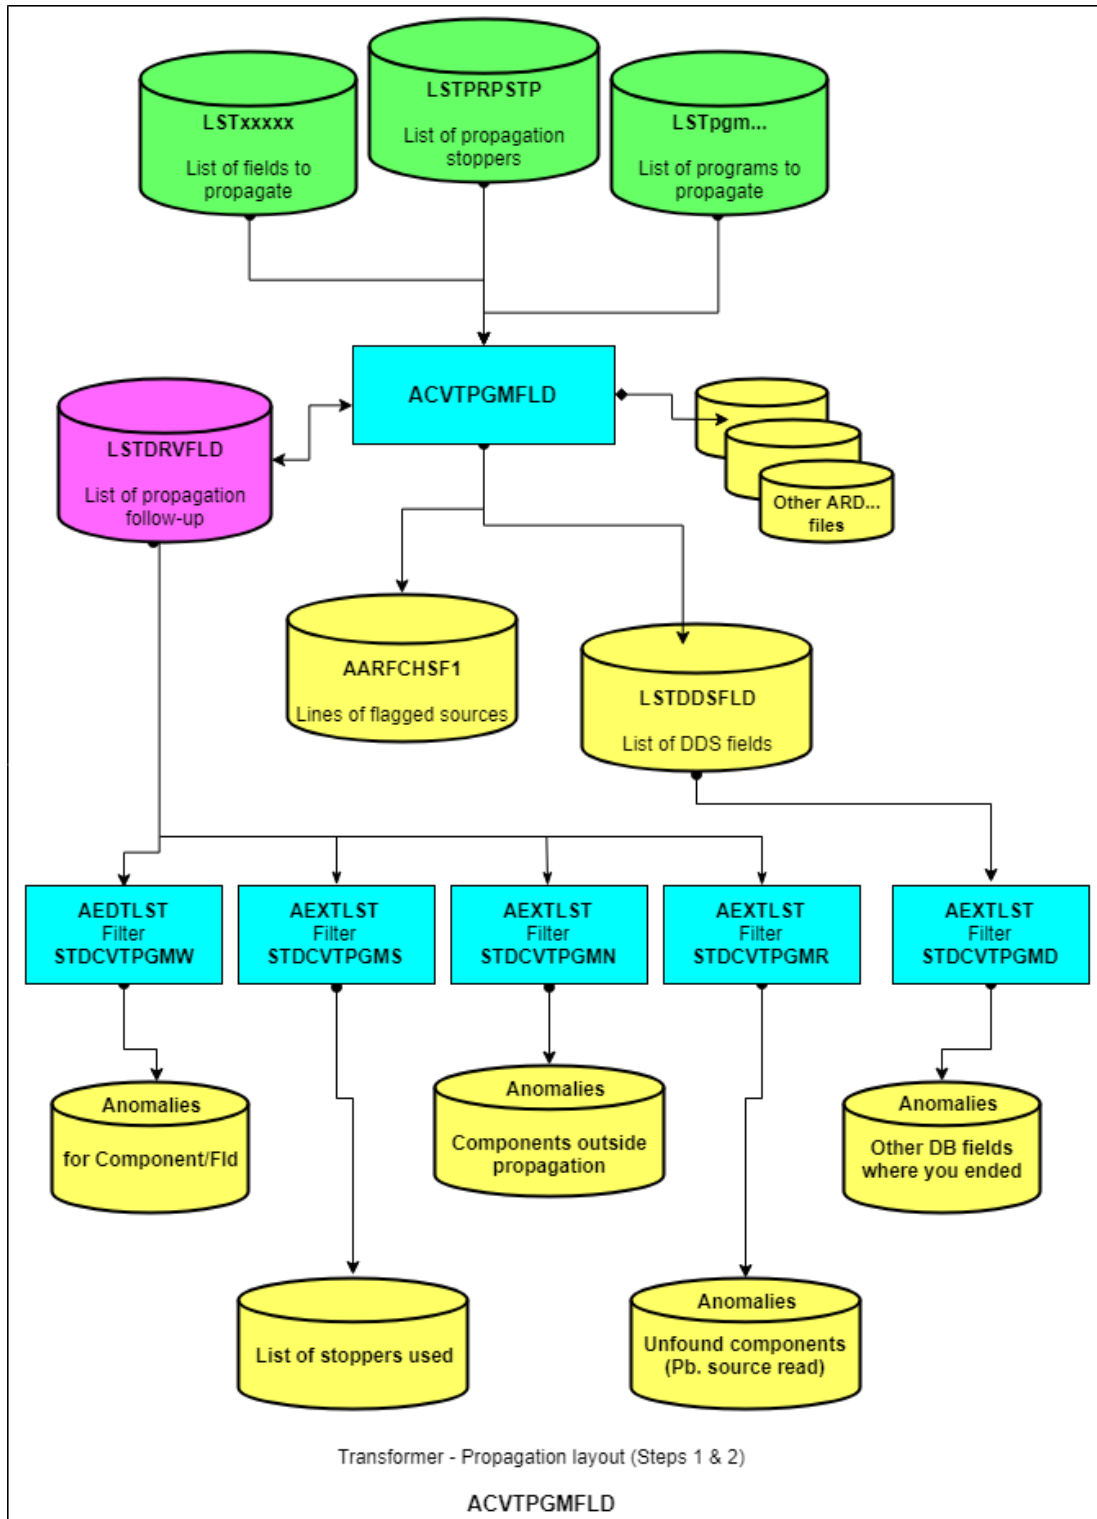 LSTxxxxx
List of fields to
propagate
LSTPRPSTP
List of propagation
stoppers
LSTpgm...
List of programs to
propagate
ACVTPGMFLD
LSTDRVFLD
List of propagation
follow-up
Other ARD...
files
AARFCHSF1
Lines of flagged sources
LSTDDSFLD
List of DDS fields
AEDTLST
Filter
STDCVTPGMW
AEXTLST
Filter
STDCVTPGMS
AEXTLST
Filter
STDCVTPGMN
AEXTLST
Filter
STDCVTPGMR
AEXTLST
Filter
STDCVTPGMD
Anomalies
for Component/Fld
Anomalies
Components outside
propagation
Anomalies
Other DB fields
where you ended
List of stoppers used
Anomalies
Unfound components
(Pb. source read)
Transformer - Propagation layout (Steps 1 & 2)
ACVTPGMFLD